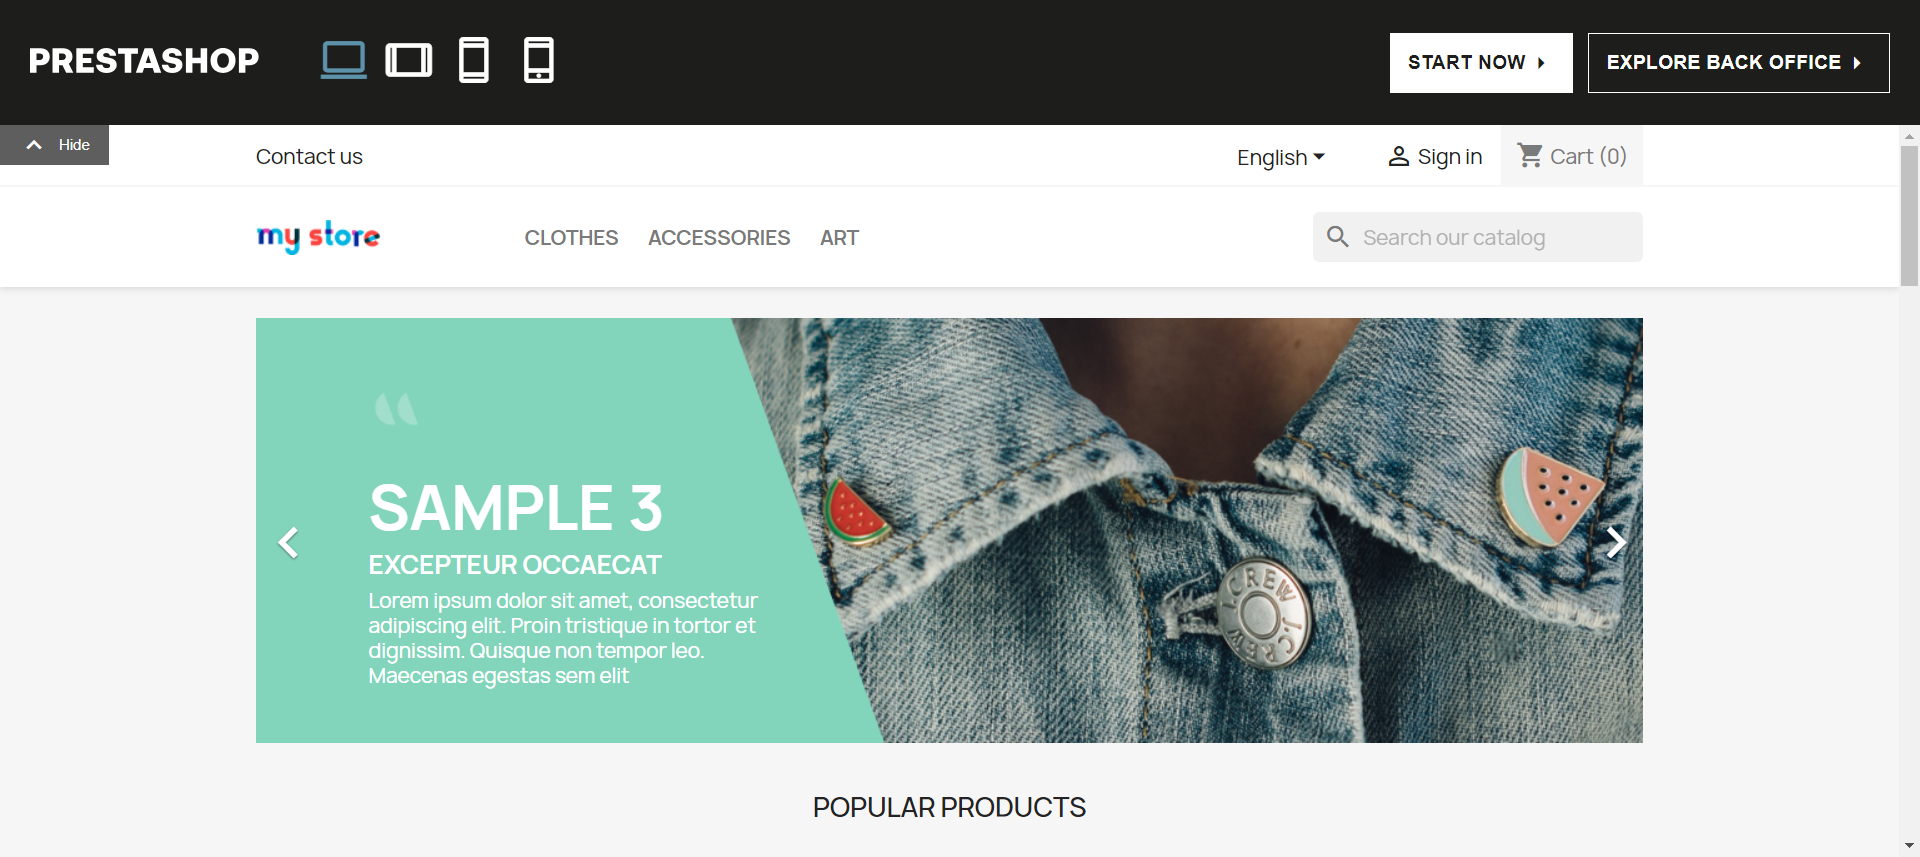 PRESTASHOP
START NOW
EXPLORE BACK OFFICE
Hide
Contact us
English
Sign in
Cart (0)
my store
CLOTHES
ACCESSORIES
ART
Search our catalog
“
SAMPLE 3
EXCEPTEUR OCCAECAT
Lorem ipsum dolor sit amet, consectetur
adipiscing elit. Proin tristique in tortor et
dignissim. Quisque non tempor leo.
Maecenas egestas sem elit
J.CREW J.CREW
POPULAR PRODUCTS